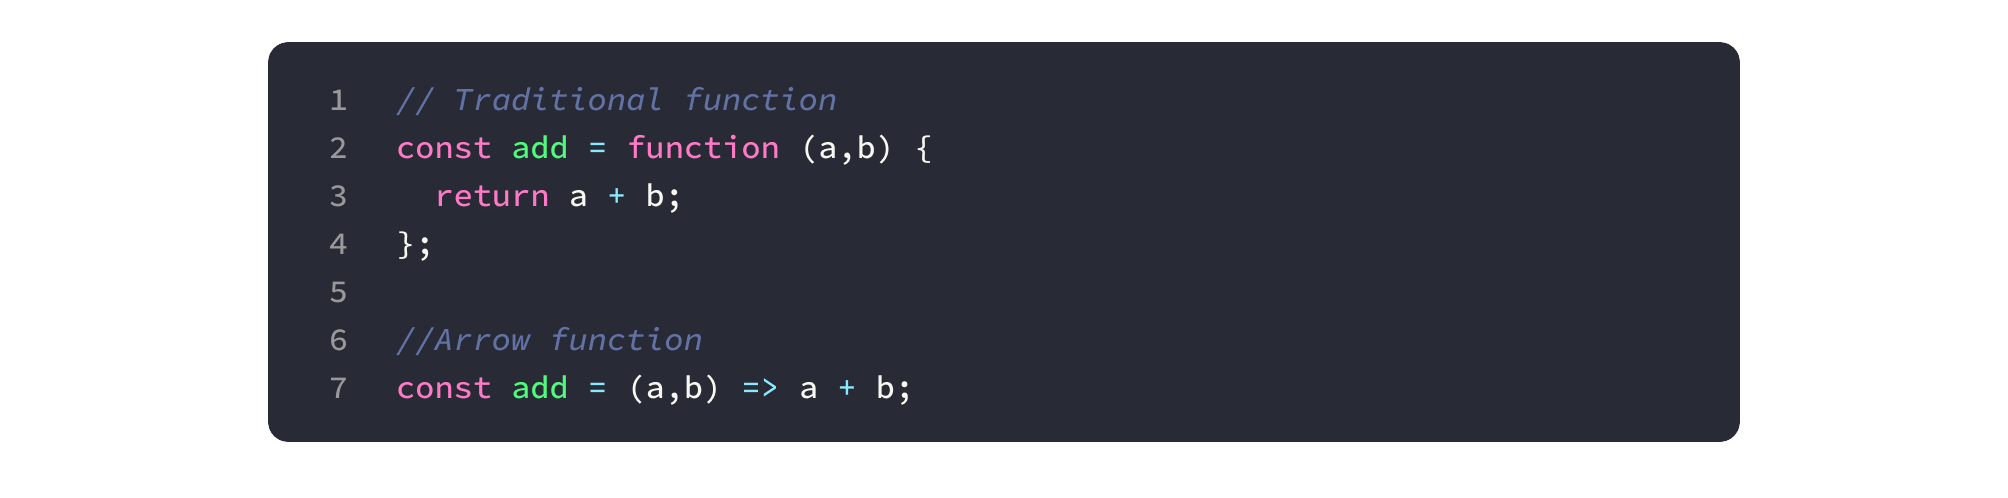 1 // Traditional function
2 const add = function (a,b) {
3   return a + b;
4 };
5
6 //Arrow function
7 const add = (a,b) => a + b;